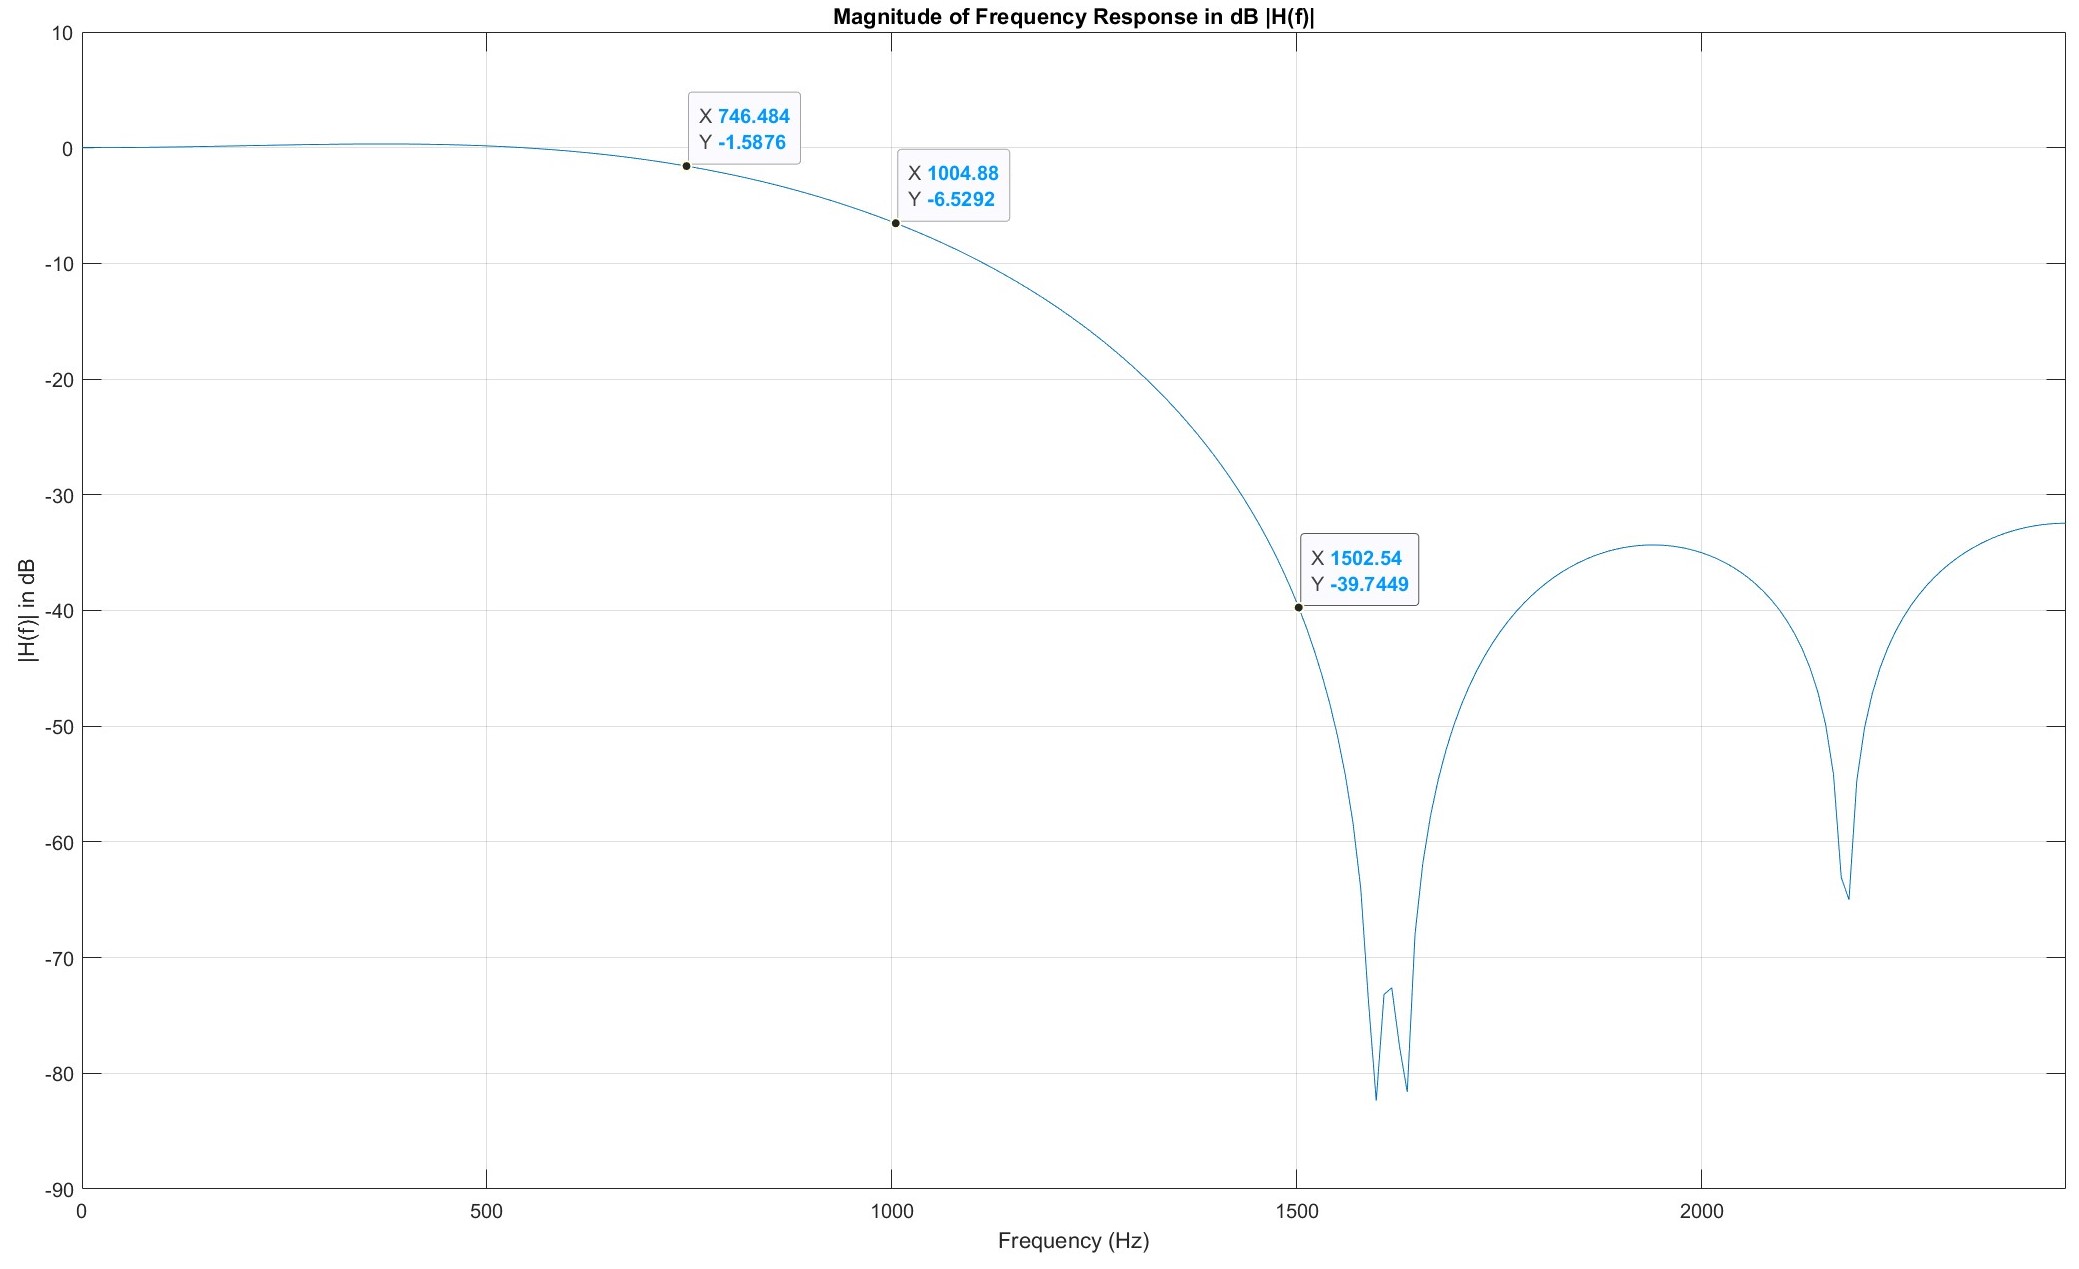 Magnitude of Frequency Response in dB |H(f)|
10
0
-10
-20
-30
-40
-50
-60
-70
-80
-90
|H(f)| in dB
X 746.484
Y -1.5876
X 1004.88
Y -6.5292
X 1502.54
Y -39.7449
0 500 1000 1500 2000
Frequency (Hz)